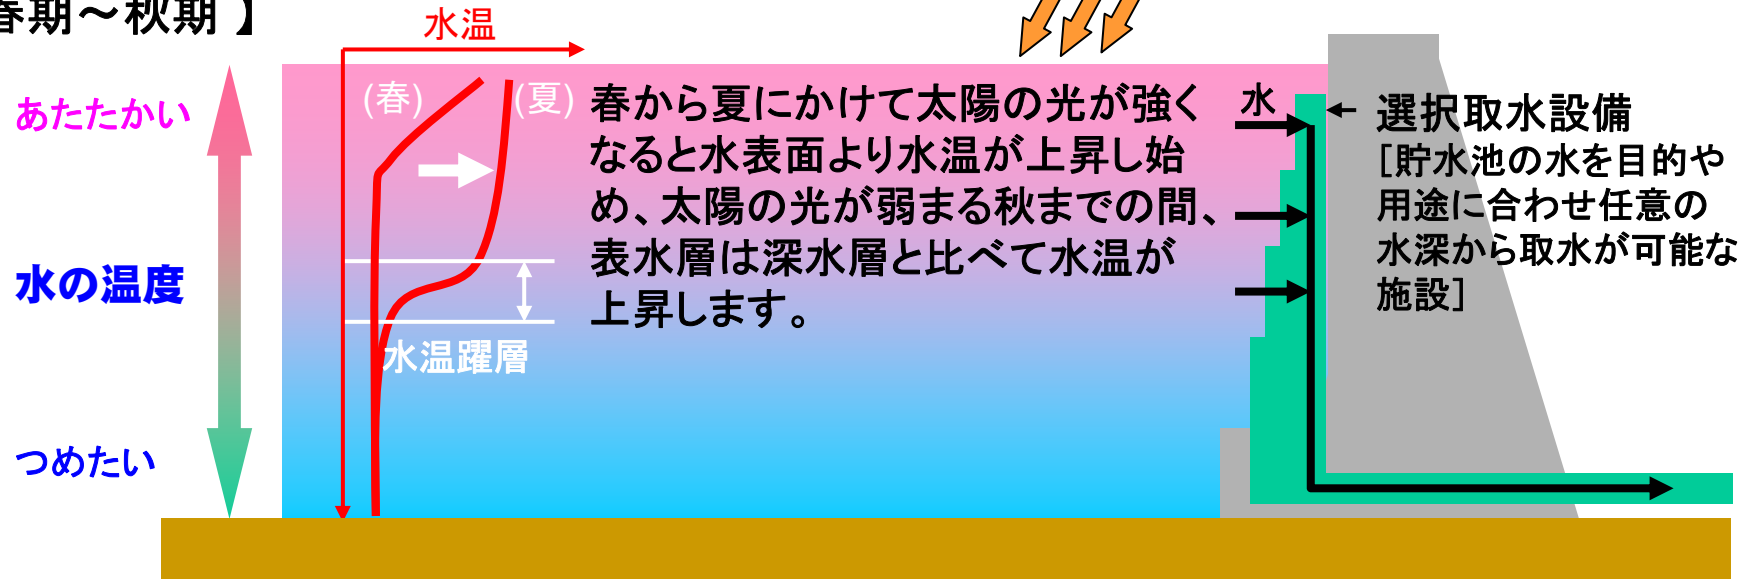 春期～秋期 】
水温
あたたかい
(春)
(夏)
春から夏にかけて太陽の光が強く
なると水表面より水温が上昇し始
め、太陽の光が弱まる秋までの間、
表水層は深水層と比べて水温が
上昇します。
水
選択取水設備
[貯水池の水を目的や
用途に合わせ任意の
水深から取水が可能な
施設]
水の温度
水温躍層
つめたい